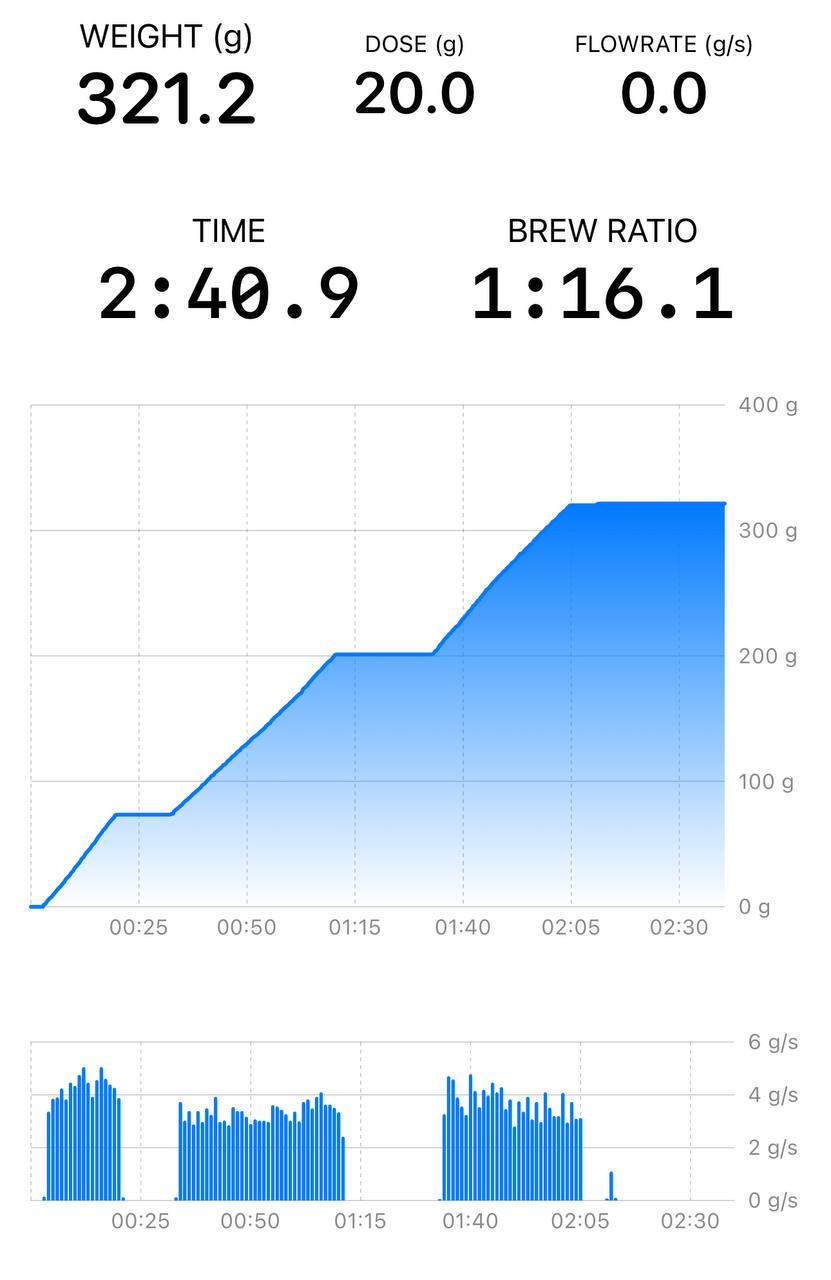 WEIGHT (g) DOSE (g) FLOWRATE (g/s)
321.2 20.0 0.0
TIME BREW RATIO
2:40.9 1:16.1
400 g
300 g
200 g
100 g
0 g
00:25 00:50 01:15 01:40 02:05 02:30
6 g/s
4 g/s
2 g/s
0 g/s
00:25 00:50 01:15 01:40 02:05 02:30